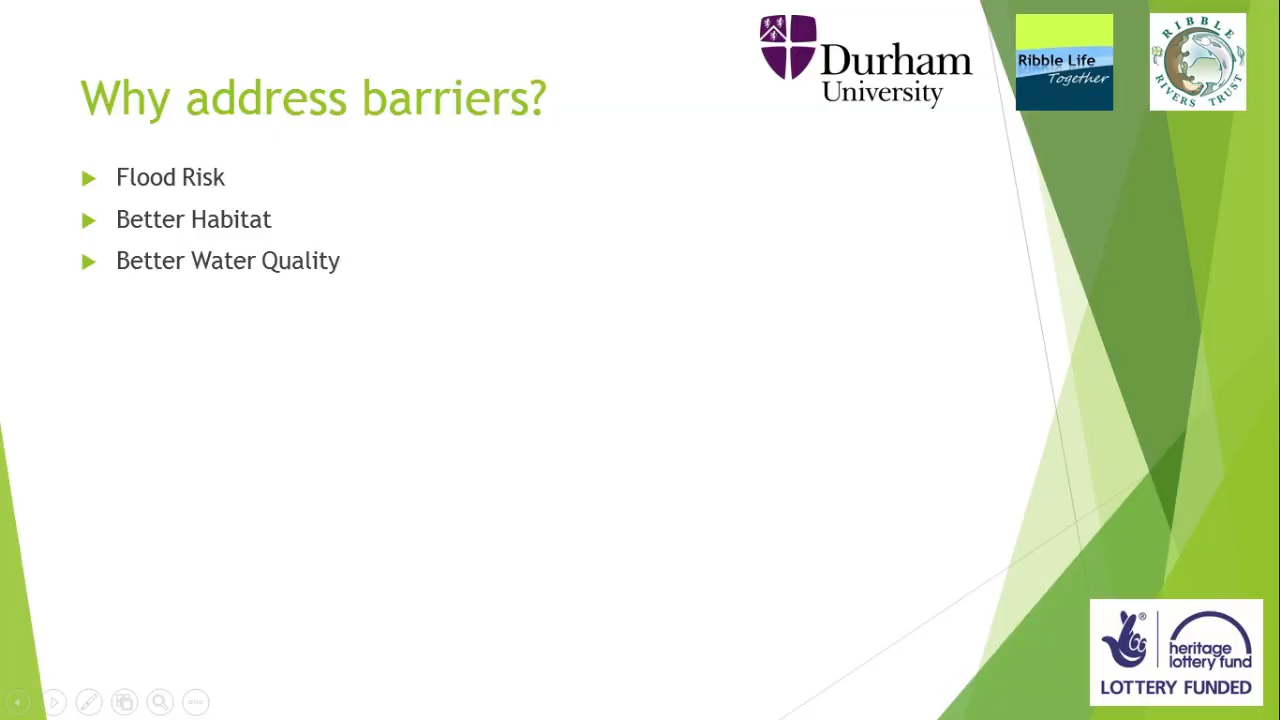 Durham
University
Ribble Life
Together
RIBBLE
RIVERS TRUST
Why address barriers?
Flood Risk
Better Habitat
Better Water Quality
®
heritage
lottery fund
LOTTERY FUNDED